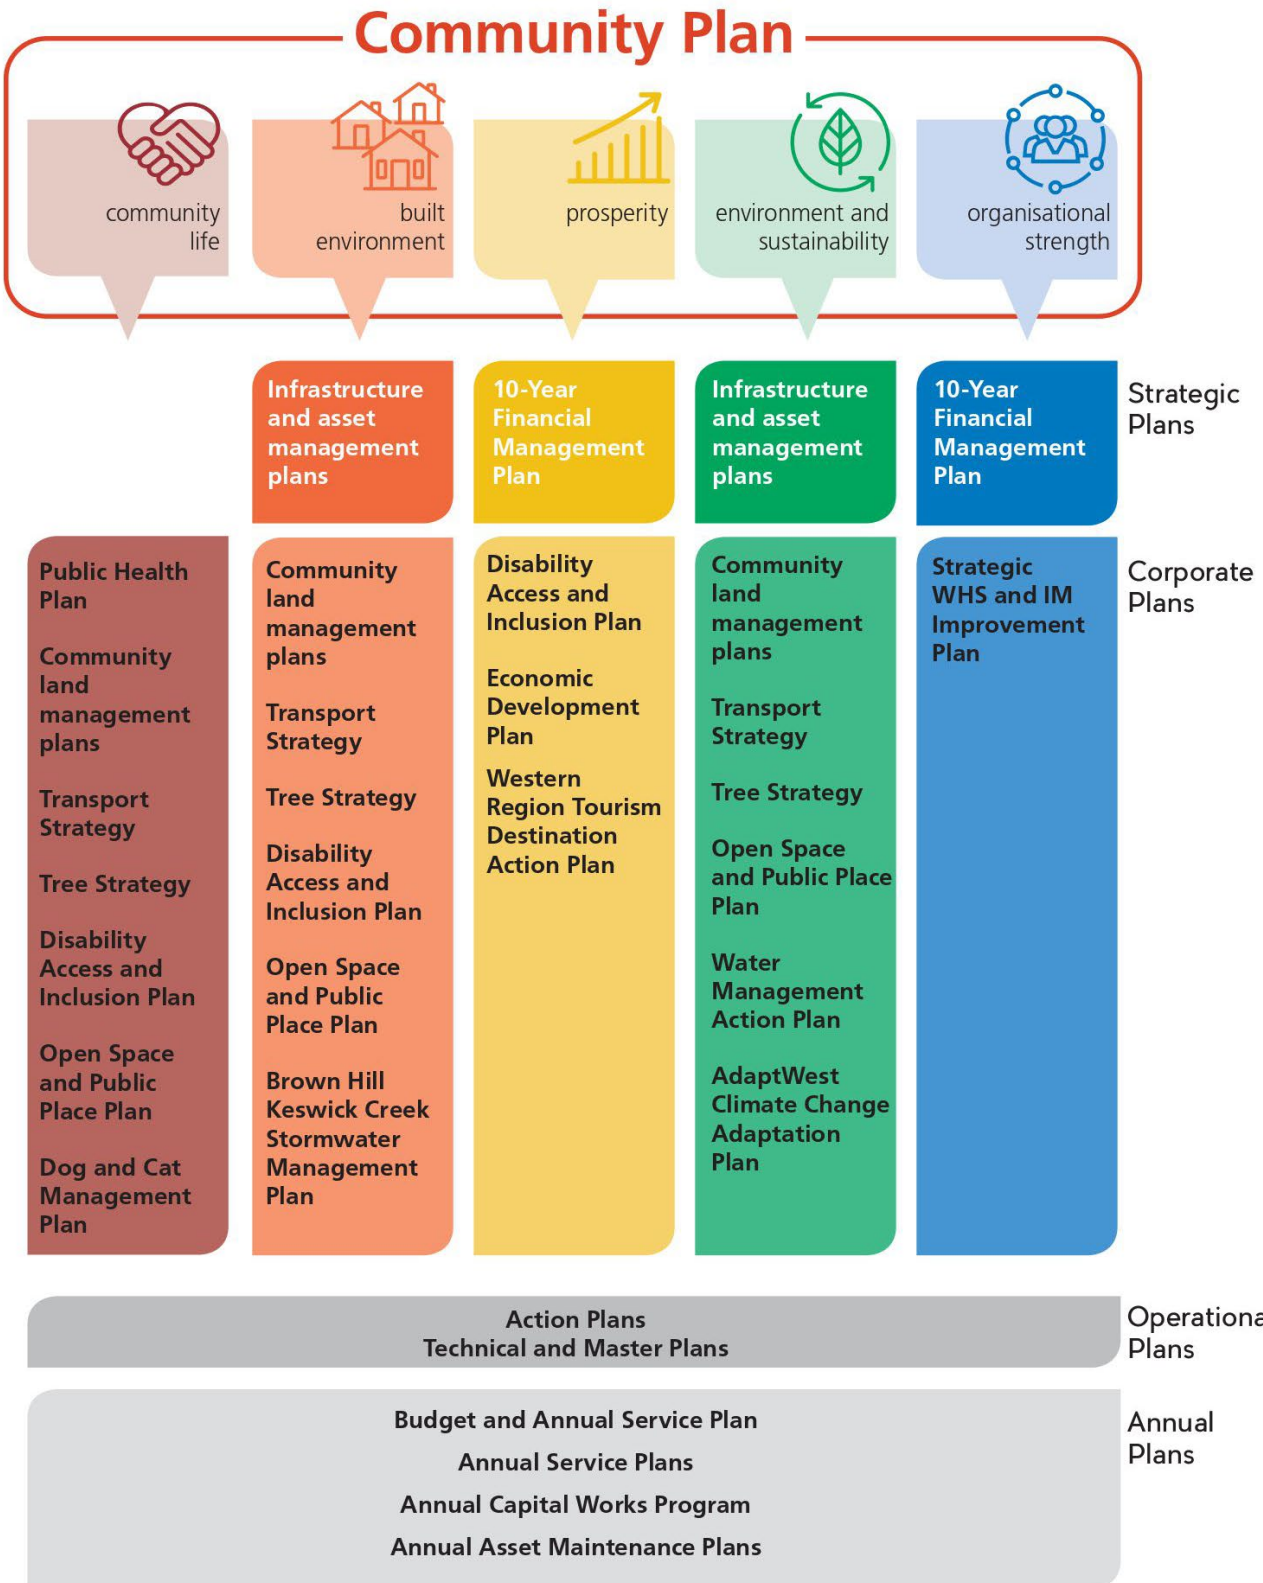 Community Plan
community
life
built
environment
prosperity
environment and
sustainability
organisational
strength
Infrastructure
and asset
management
plans
10-Year
Financial
Management
Plan
Infrastructure
and asset
management
plans
10-Year
Financial
Management
Plan
Strategic
Plans
Public Health
Plan
Community
land
management
plans
Transport
Strategy
Tree Strategy
Disability
Access and
Inclusion Plan
Open Space
and Public
Place Plan
Dog and Cat
Management
Plan
Community
land
management
plans
Transport
Strategy
Tree Strategy
Disability
Access and
Inclusion Plan
Open Space
and Public
Place Plan
Brown Hill
Keswick Creek
Stormwater
Management
Plan
Disability
Access and
Inclusion Plan
Economic
Development
Plan
Western
Region Tourism
Destination
Action Plan
Community
land
management
plans
Transport
Strategy
Tree Strategy
Open Space
and Public Place
Plan
Water
Management
Action Plan
AdaptWest
Climate Change
Adaptation
Plan
Strategic
WHS and IM
Improvement
Plan
Corporate
Plans
Action Plans
Technical and Master Plans
Operationa
Plans
Budget and Annual Service Plan
Annual Service Plans
Annual Capital Works Program
Annual Asset Maintenance Plans
Annual
Plans